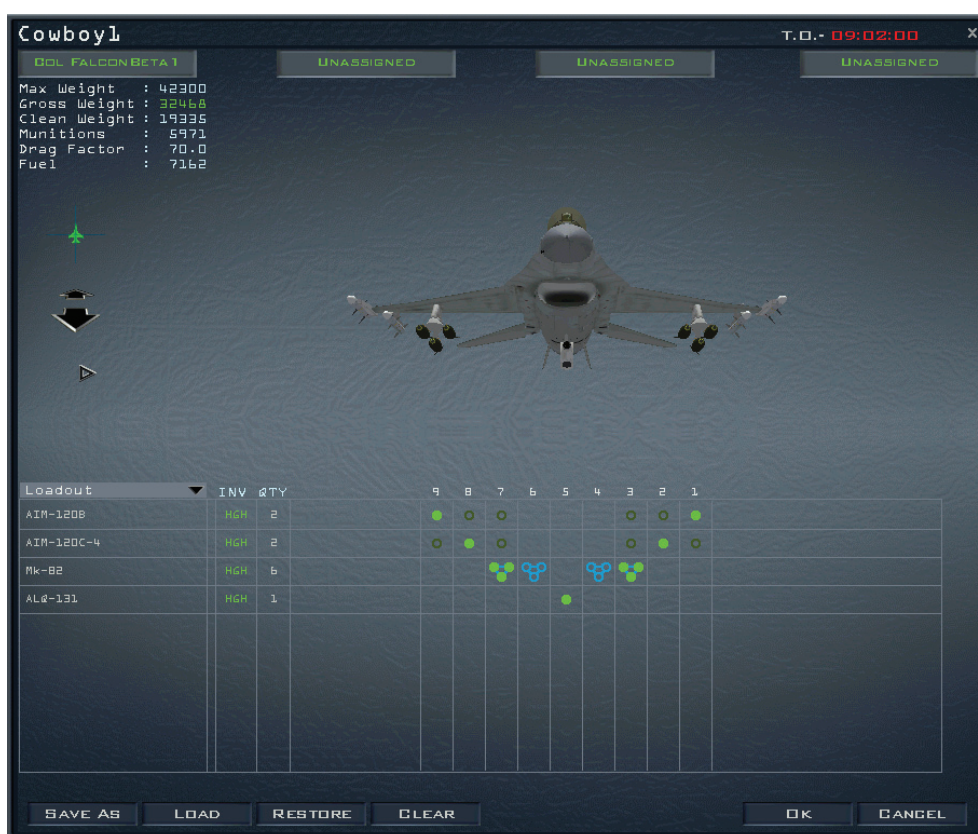 Cowboy1 T.O.- 09:02:00 x
COL FALCONBETA1 UNASSIGNED UNASSIGNED UNASSIGNED
Max Weight : 42300
Gross Weight : 32468
Clean Weight : 19335
Munitions : 5971
Drag Factor : 70.0
Fuel : 7162
Loadout INV QTY 9 8 7 6 5 4 3 2 1
AIM-120B HGH 2
AIM-120C-4 HGH 2
Mk-82 HGH 6
ALQ-131 HGH 1
SAVE AS LOAD RESTORE CLEAR OK CANCEL